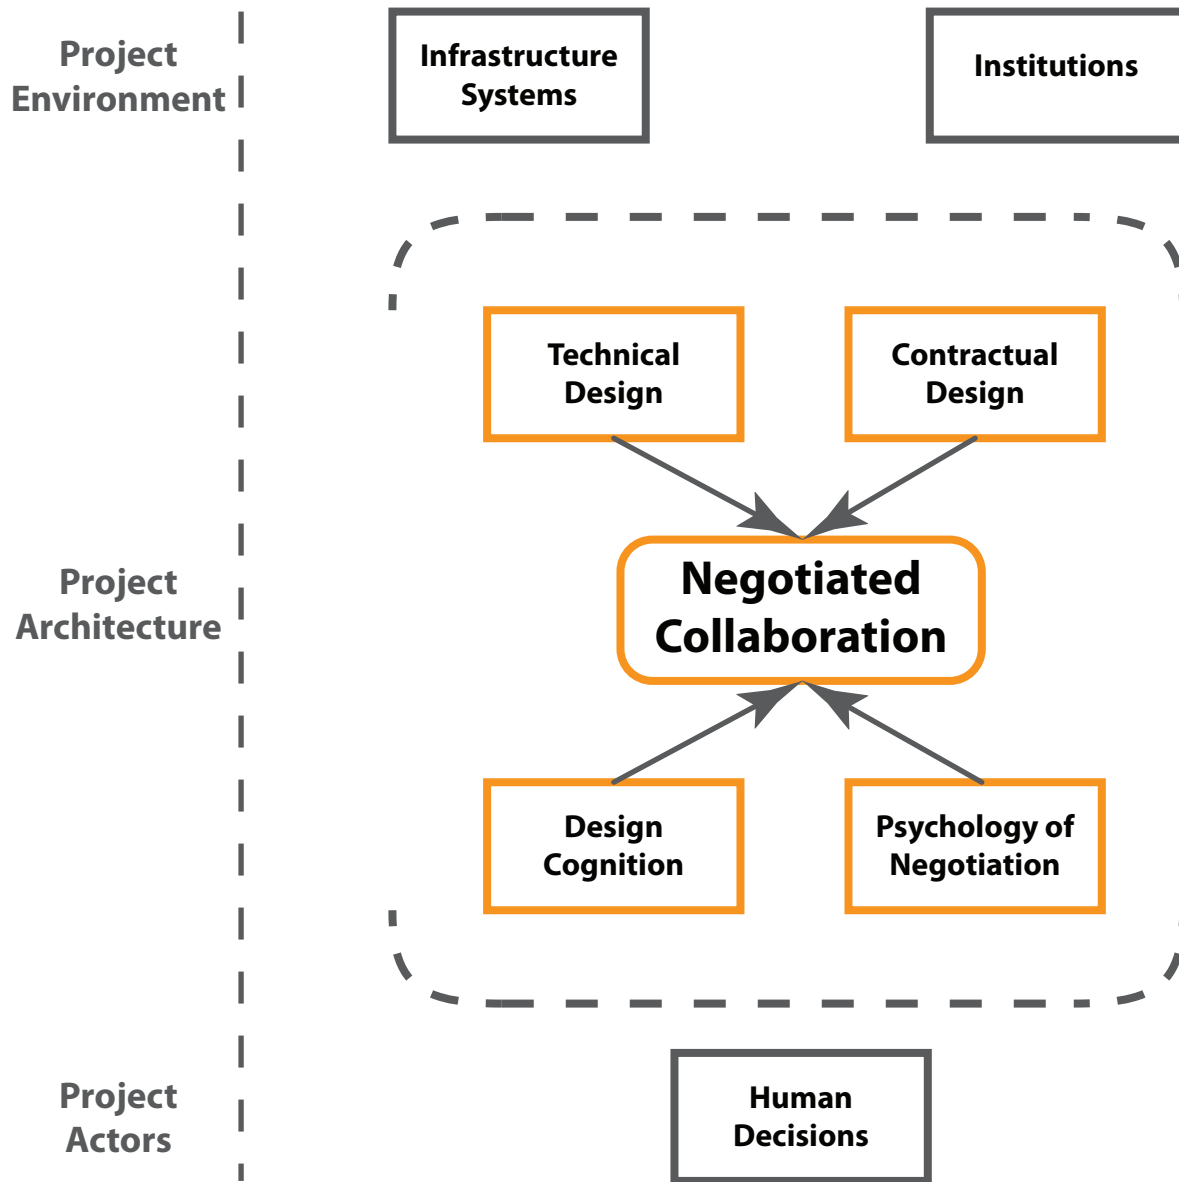 Project
Environment
Infrastructure
Systems
Institutions
Technical
Design
Contractual
Design
Project
Architecture
Negotiated
Collaboration
Design
Cognition
Psychology of
Negotiation
Project
Actors
Human
Decisions